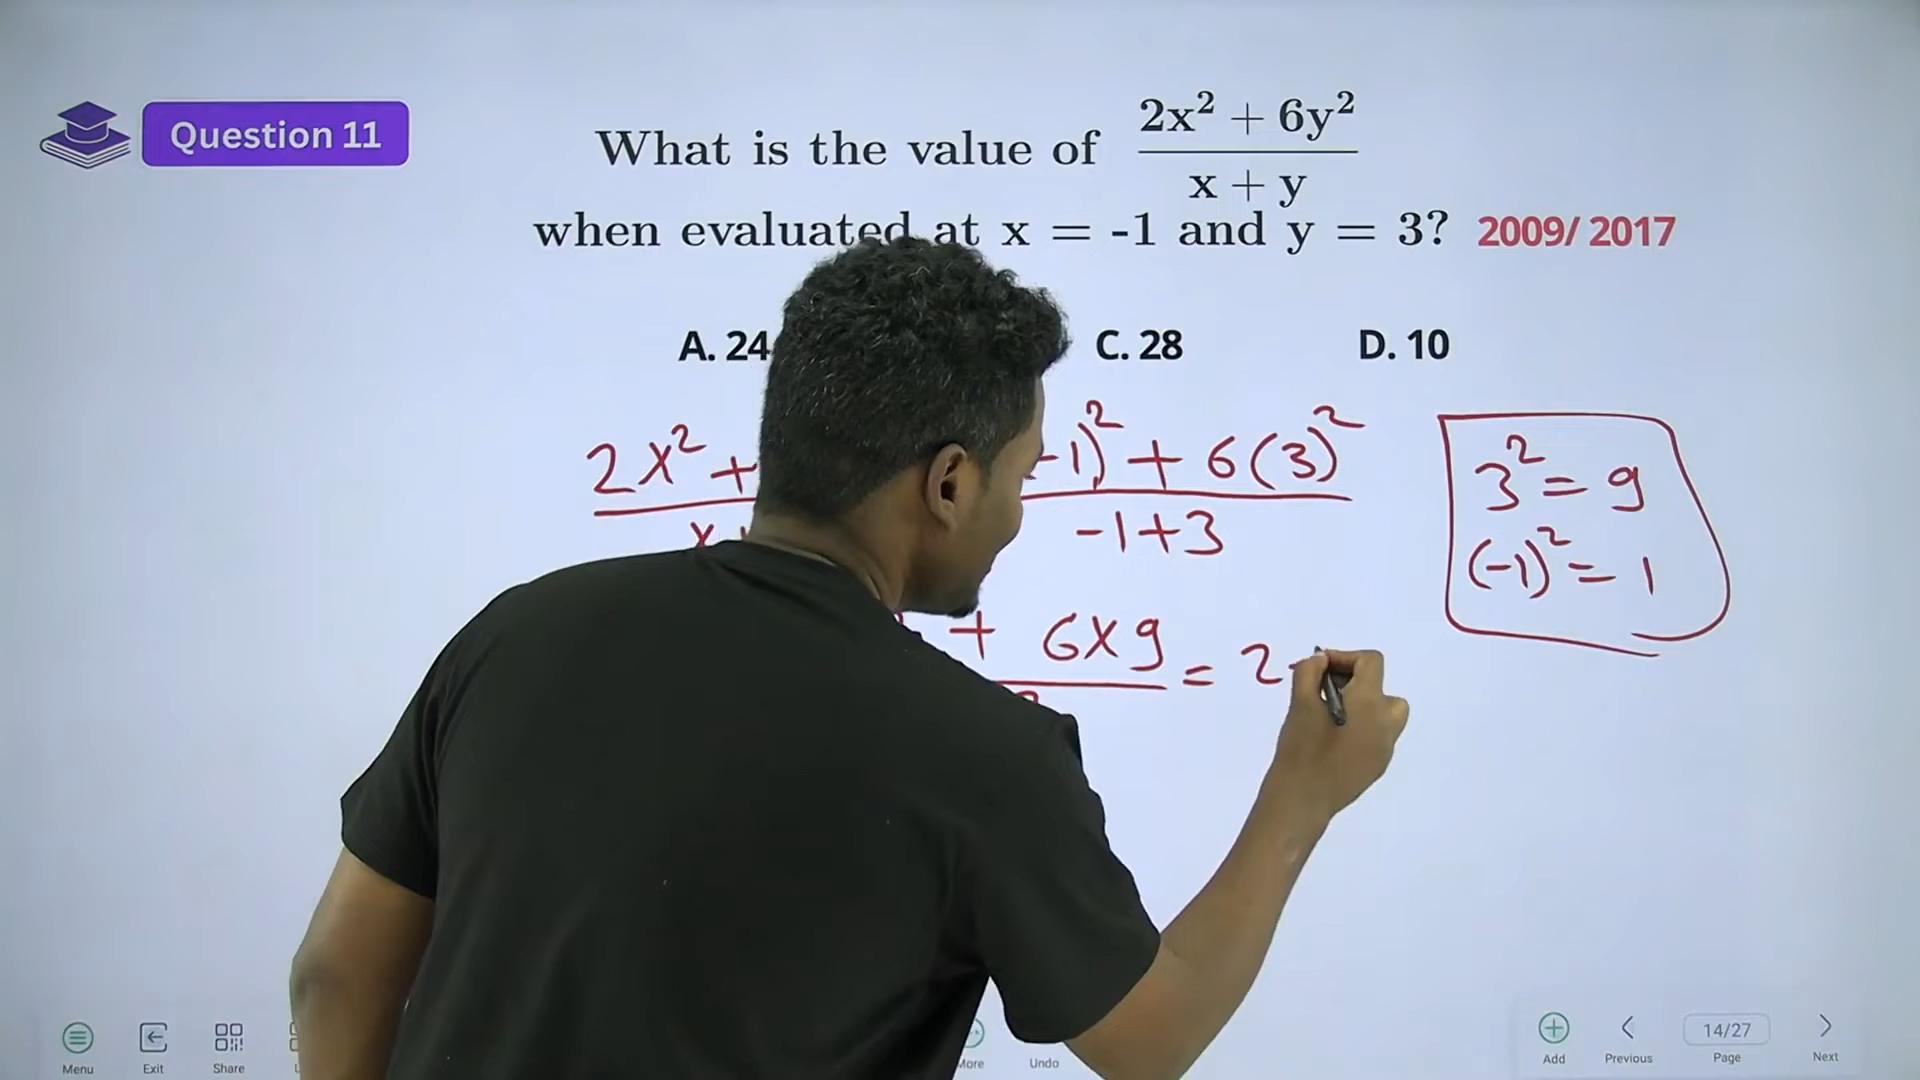 Question 11
What is the value of \frac{2x² + 6y²}{x + y}
when evaluated at x = -1 and y = 3? 2009/ 2017
A. 24 C. 28 D. 10
2x² + -1)² + 6(3)²
x -1+3
3² = 9
(-1)² = 1
+ 6x9 = 2
Menu Exit Share More Undo Add Previous 14/27 Page Next